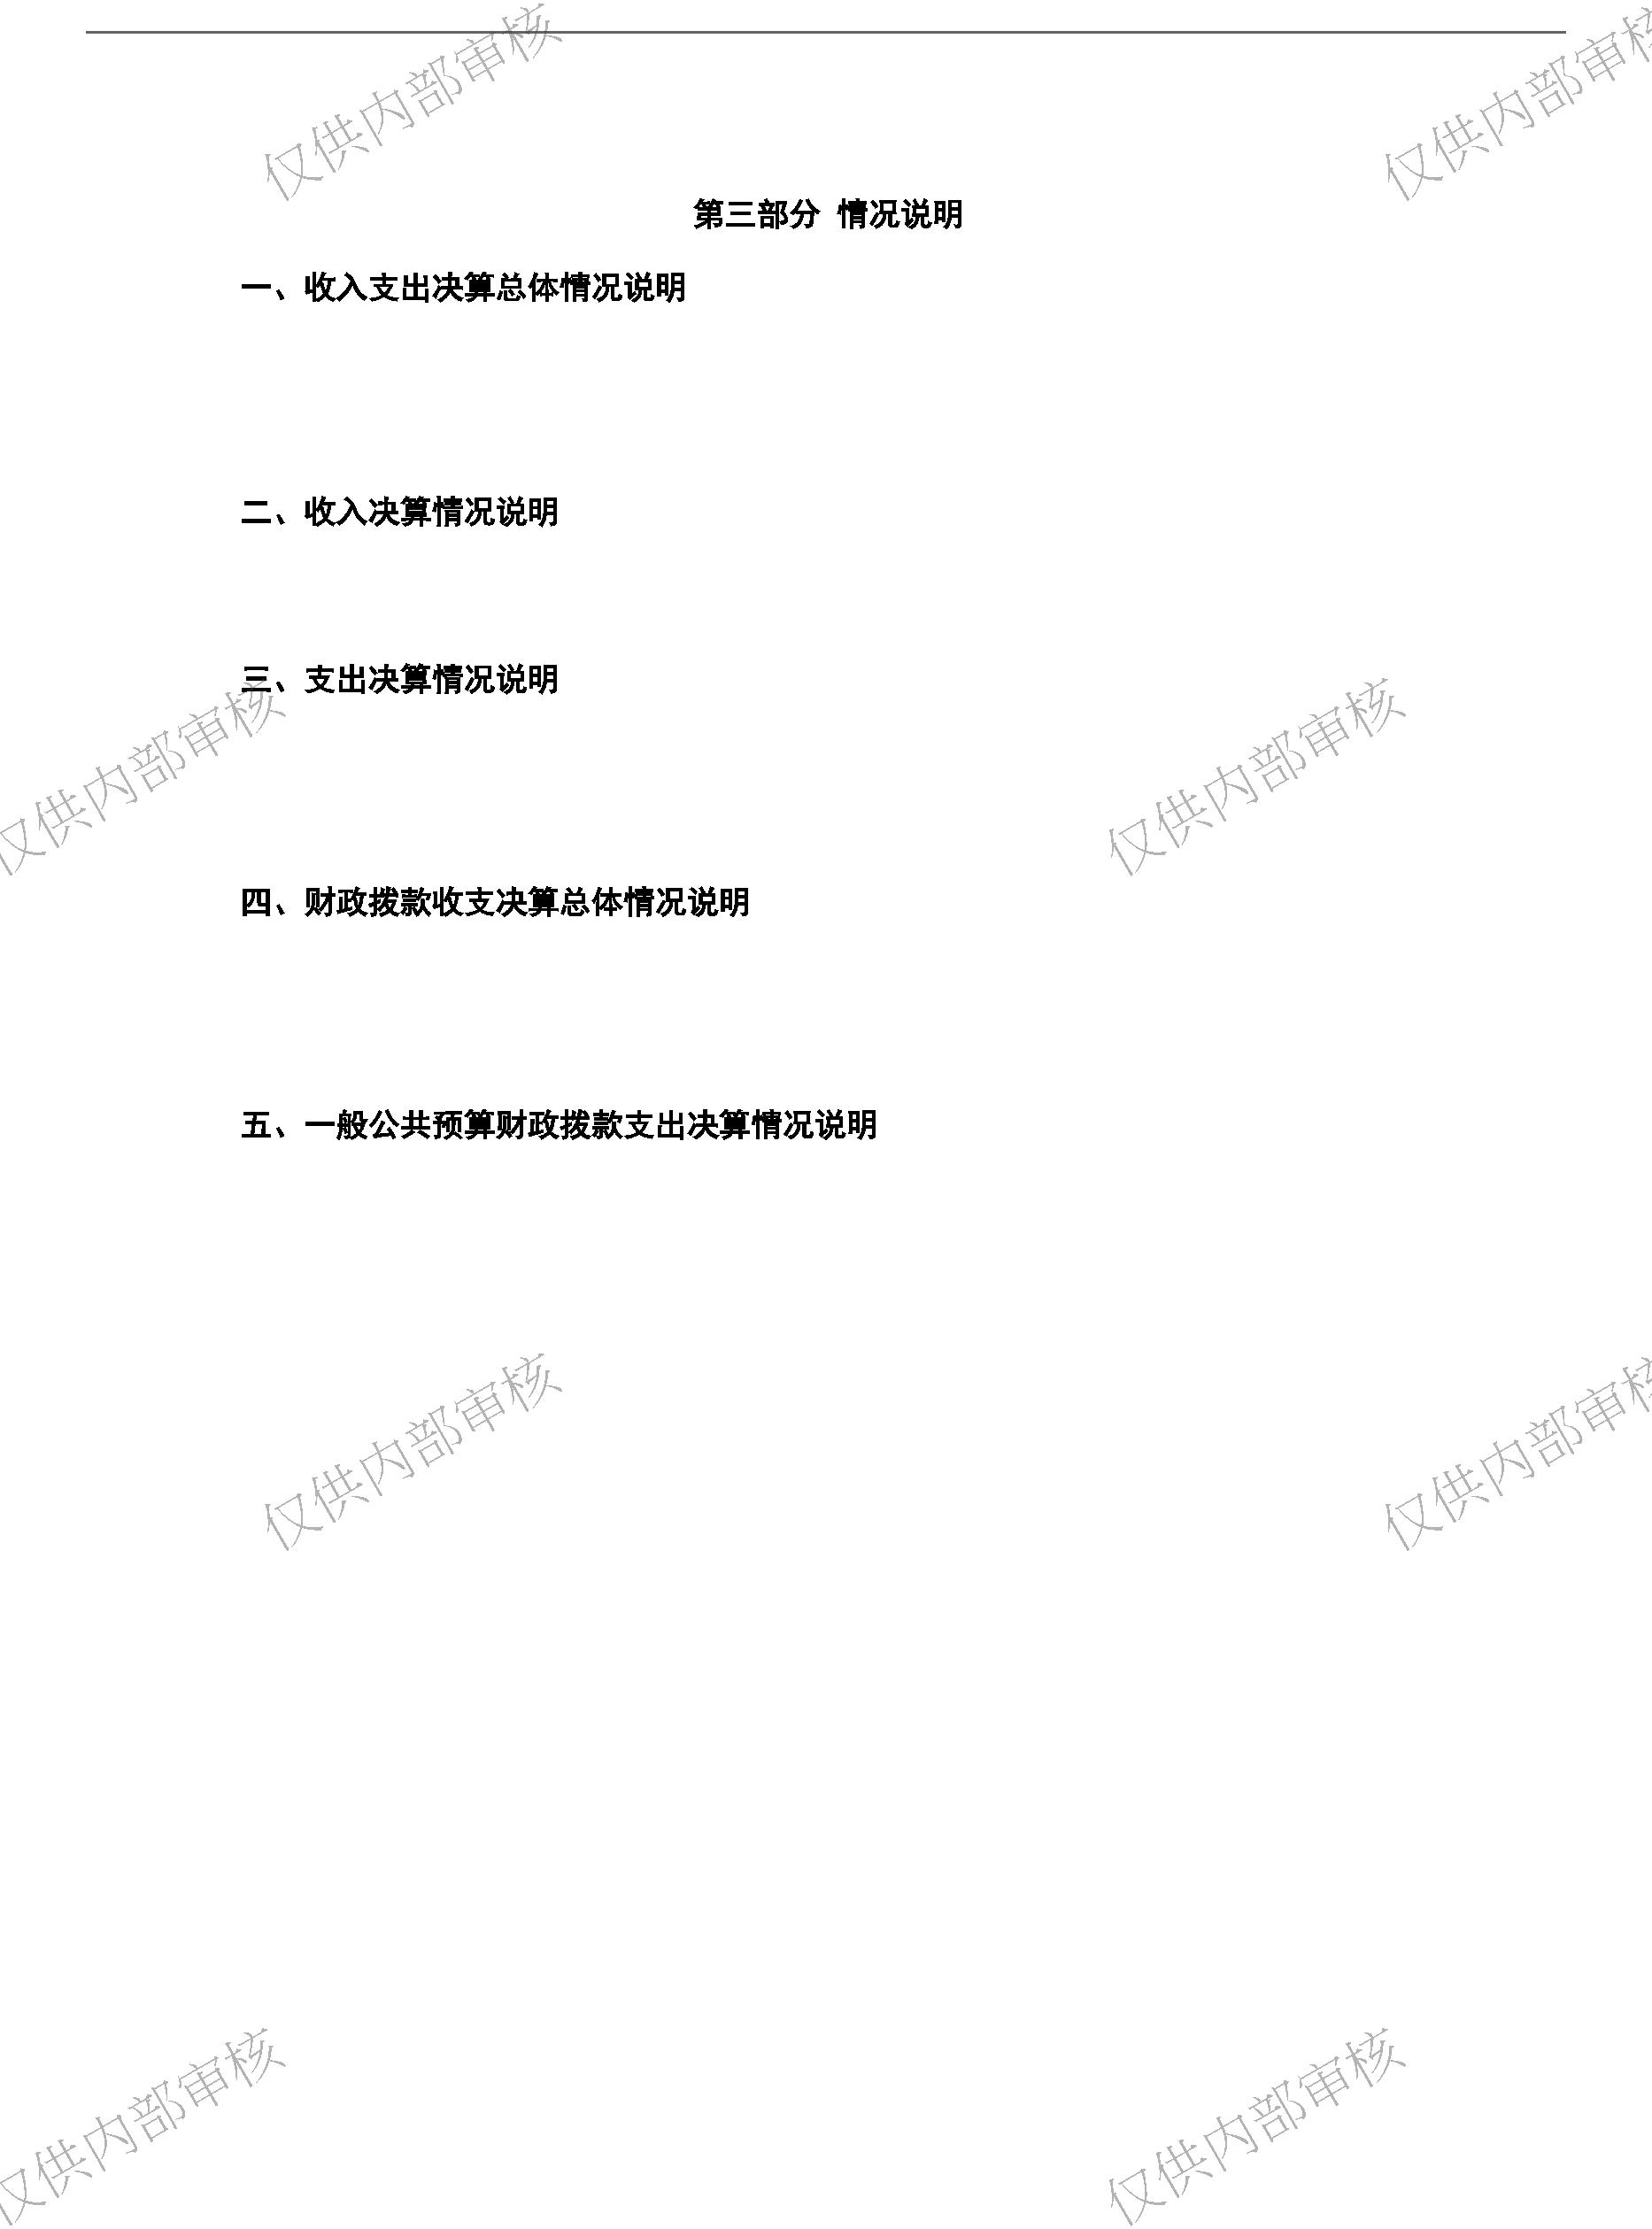 仅供内部审核
仅供内部审核
第三部分 情况说明
一、收入支出决算总体情况说明
二、收入决算情况说明
三、支出决算情况说明
仅供内部审核
仅供内部审核
四、财政拨款收支决算总体情况说明
五、一般公共预算财政拨款支出决算情况说明
仅供内部审核
仅供内部审核
仅供内部审核
仅供内部审核